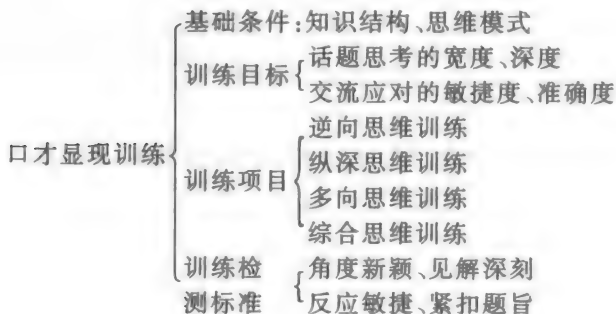 基础条件:知识结构、思维模式
训练目标
话题思考的宽度、深度
交流应对的敏捷度、准确度
口才显现训练
训练项目
逆向思维训练
纵深思维训练
多向思维训练
综合思维训练
训练检
测标准
角度新颖、见解深刻
反应敏捷、紧扣题旨